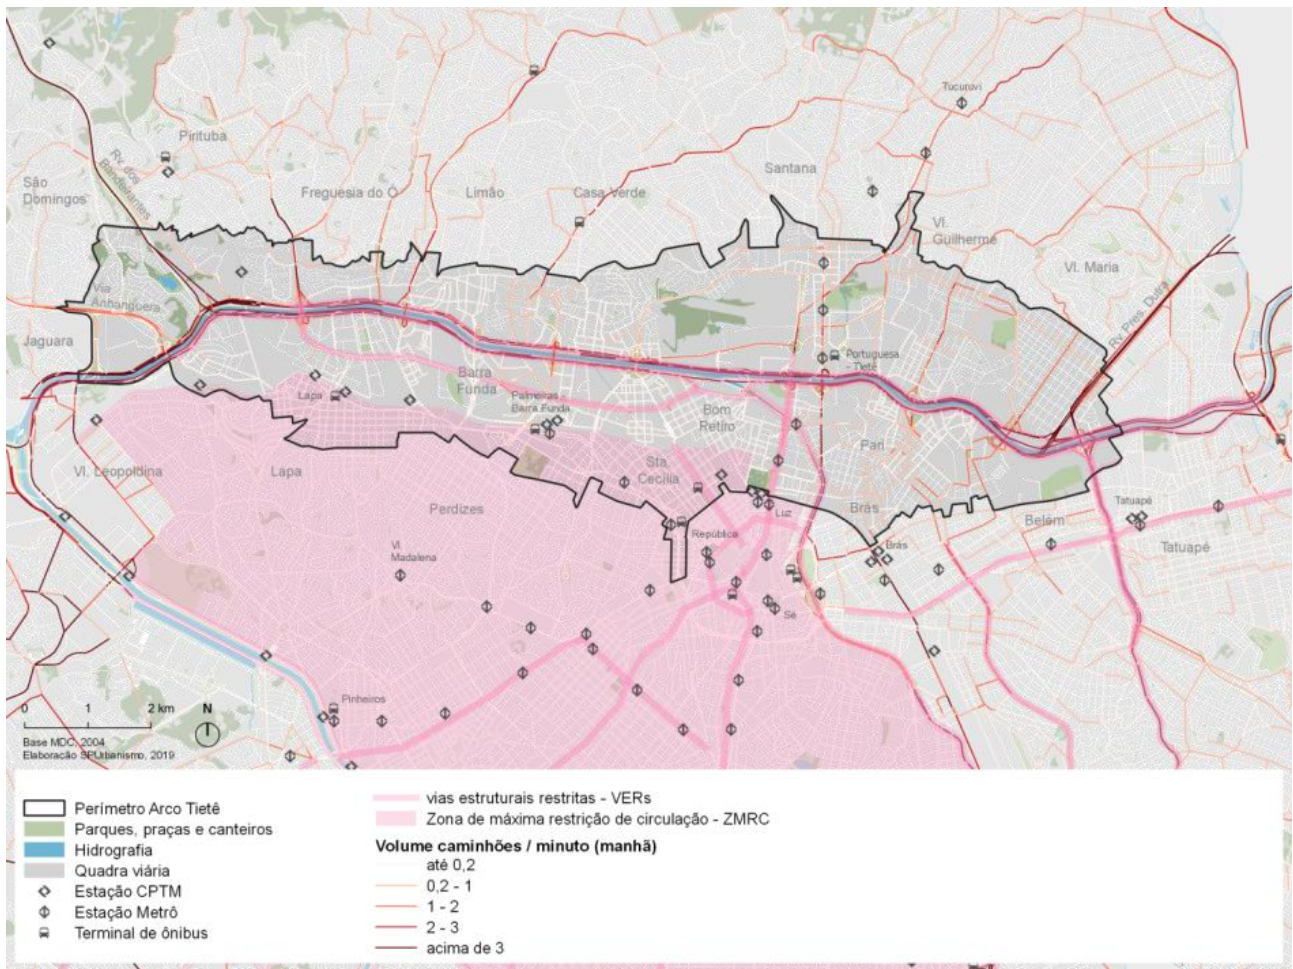 Tucuruvi
Pirituba
Rv. dos
Bandeirantes
São
Domingos
Freguesia do Ó
Limão
Casa Verde
Santana
Vl.
Guilherme
Vl. Maria
Via
Anhanguera
Jaguara
Rv. Pres. Dutra
Portuguesa
- Tietê
Barra
Funda
Lapa
Palmeiras -
Barra Funda
Bom
Retiro
Pari
Vl. Leopoldina
Lapa
Sta.
Cecília
Perdizes
Luz
Brás
Belém
Tatuapé
Tatuapé
República
Brás
Vl.
Madalena
Sé
Pinheiros
0 1 2 km N
Base MDC, 2004
Elaboração SPUrbanismo, 2019
Perímetro Arco Tietê
Parques, praças e canteiros
Hidrografia
Quadra viária
Estação CPTM
Estação Metrô
Terminal de ônibus
vias estruturais restritas - VERs
Zona de máxima restrição de circulação - ZMRC
Volume caminhões / minuto (manhã)
até 0,2
0,2 - 1
1 - 2
2 - 3
acima de 3